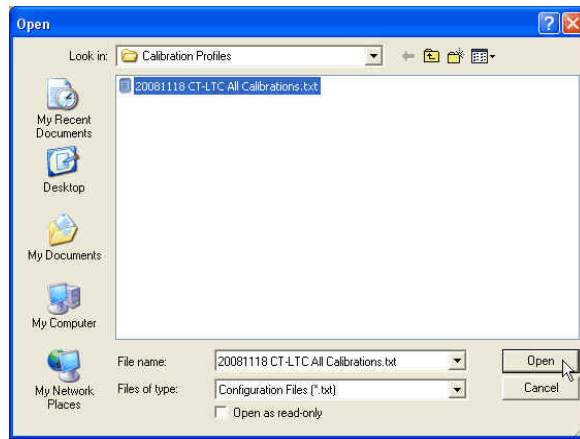 Open
Look in:
Calibration Profiles
20081118 CT-LTC All Calibrations.txt
My Recent
Documents
Desktop
My Documents
My Computer
My Network
Places
File name:
20081118 CT-LTC All Calibrations.txt
Open
Files of type:
Configuration Files (*.txt)
Cancel
Open as read-only